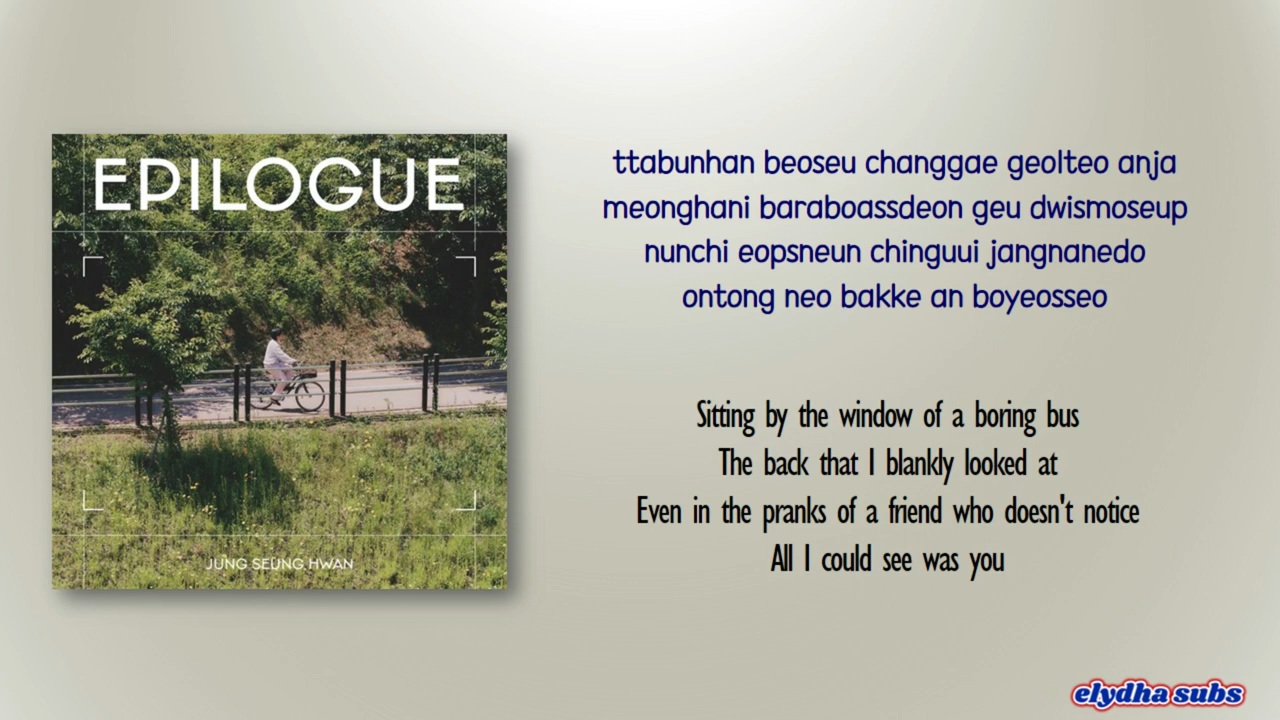 EPILOGUE
JUNG SEUNG HWAN
ttabunhan beoseu changgae geolteo anja
meonghani baraboassdeon geu dwismoseup
nunchi eopsneun chinguui jangnanedo
ontong neo bakke an boyeosseo
Sitting by the window of a boring bus
The back that I blankly looked at
Even in the pranks of a friend who doesn't notice
All I could see was you
elydha subs